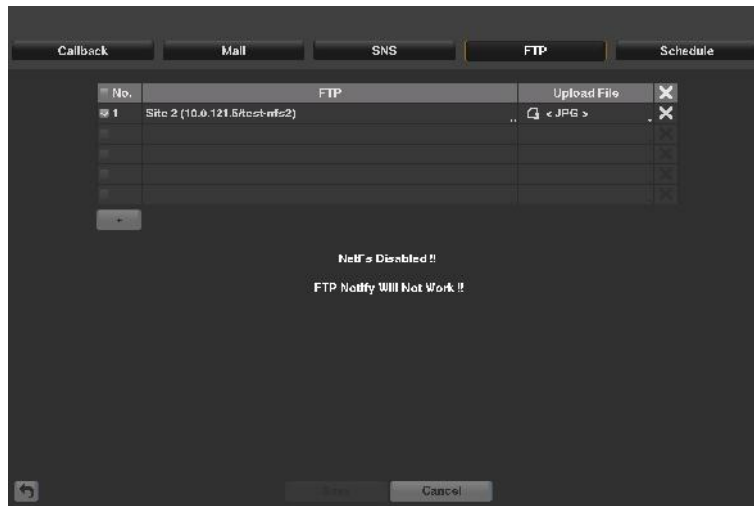 Callback Mail SNS FTP Schedule
No. FTP Upload File
1 Site 2 (10.0.121.5/test-nfs2) < JPG >
NetFs Disabled !!
FTP Notify Will Not Work !!
Save Cancel